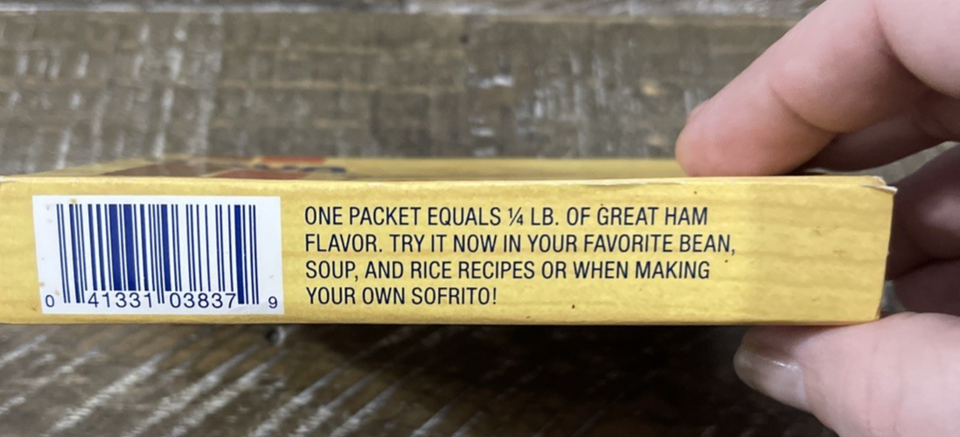 ONE PACKET EQUALS ¼ LB. OF GREAT HAM
FLAVOR. TRY IT NOW IN YOUR FAVORITE BEAN,
SOUP, AND RICE RECIPES OR WHEN MAKING
YOUR OWN SOFRITO!
0 41331 03837 9